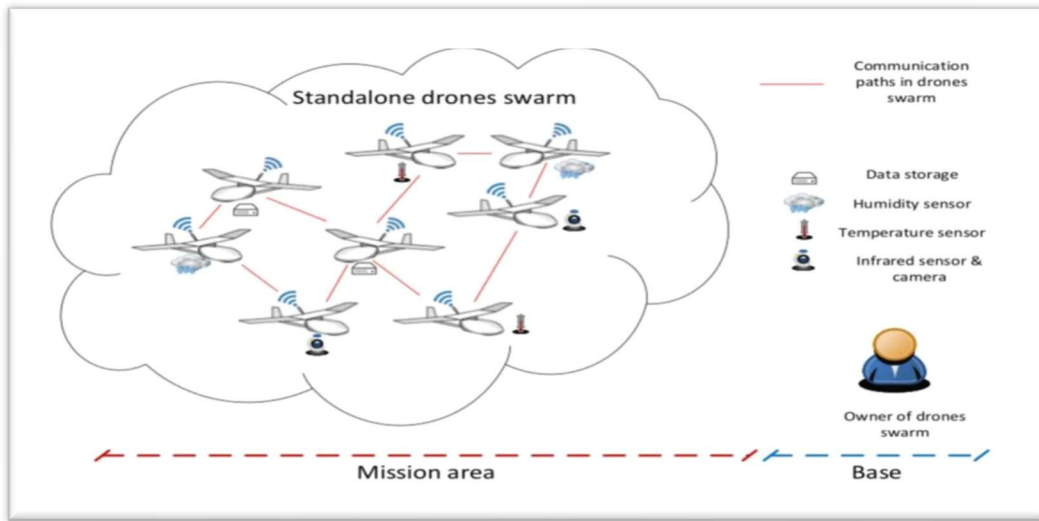 Standalone drones swarm
Communication
paths in drones
swarm
Data storage
Humidity sensor
Temperature sensor
Infrared sensor &
camera
Owner of drones
swarm
Mission area
Base